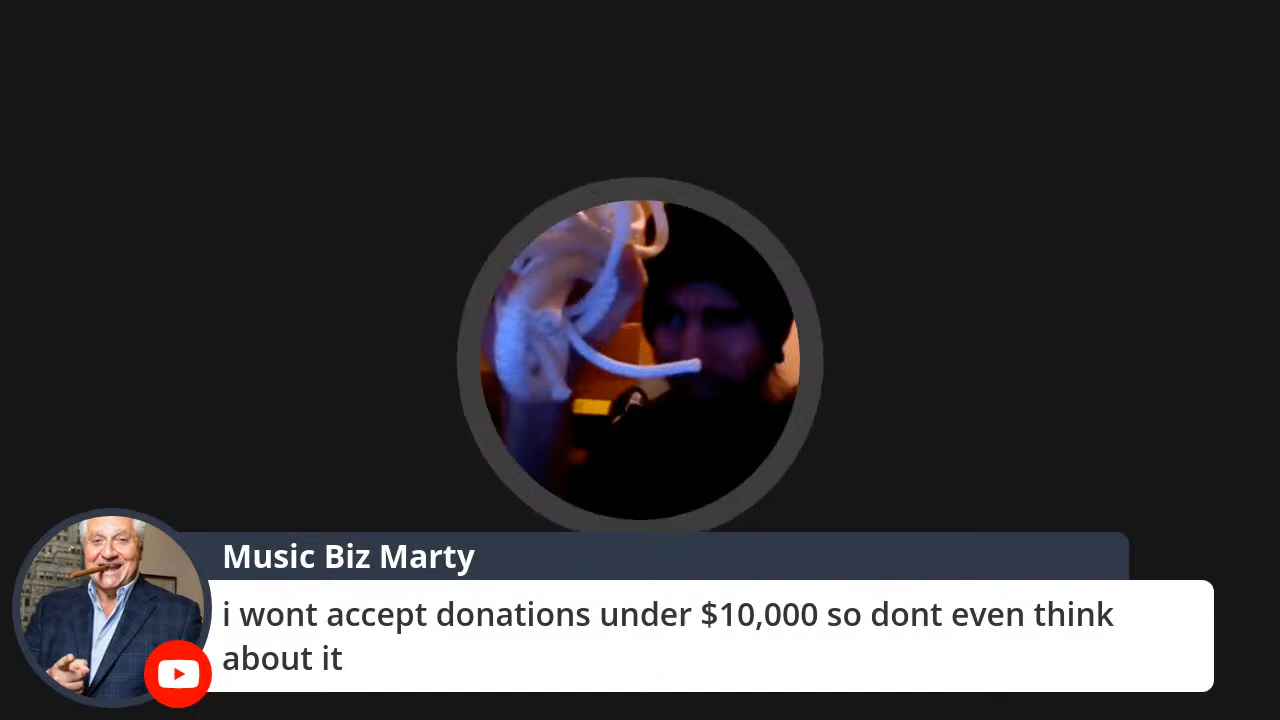 Music Biz Marty
i wont accept donations under $10,000 so dont even think
about it